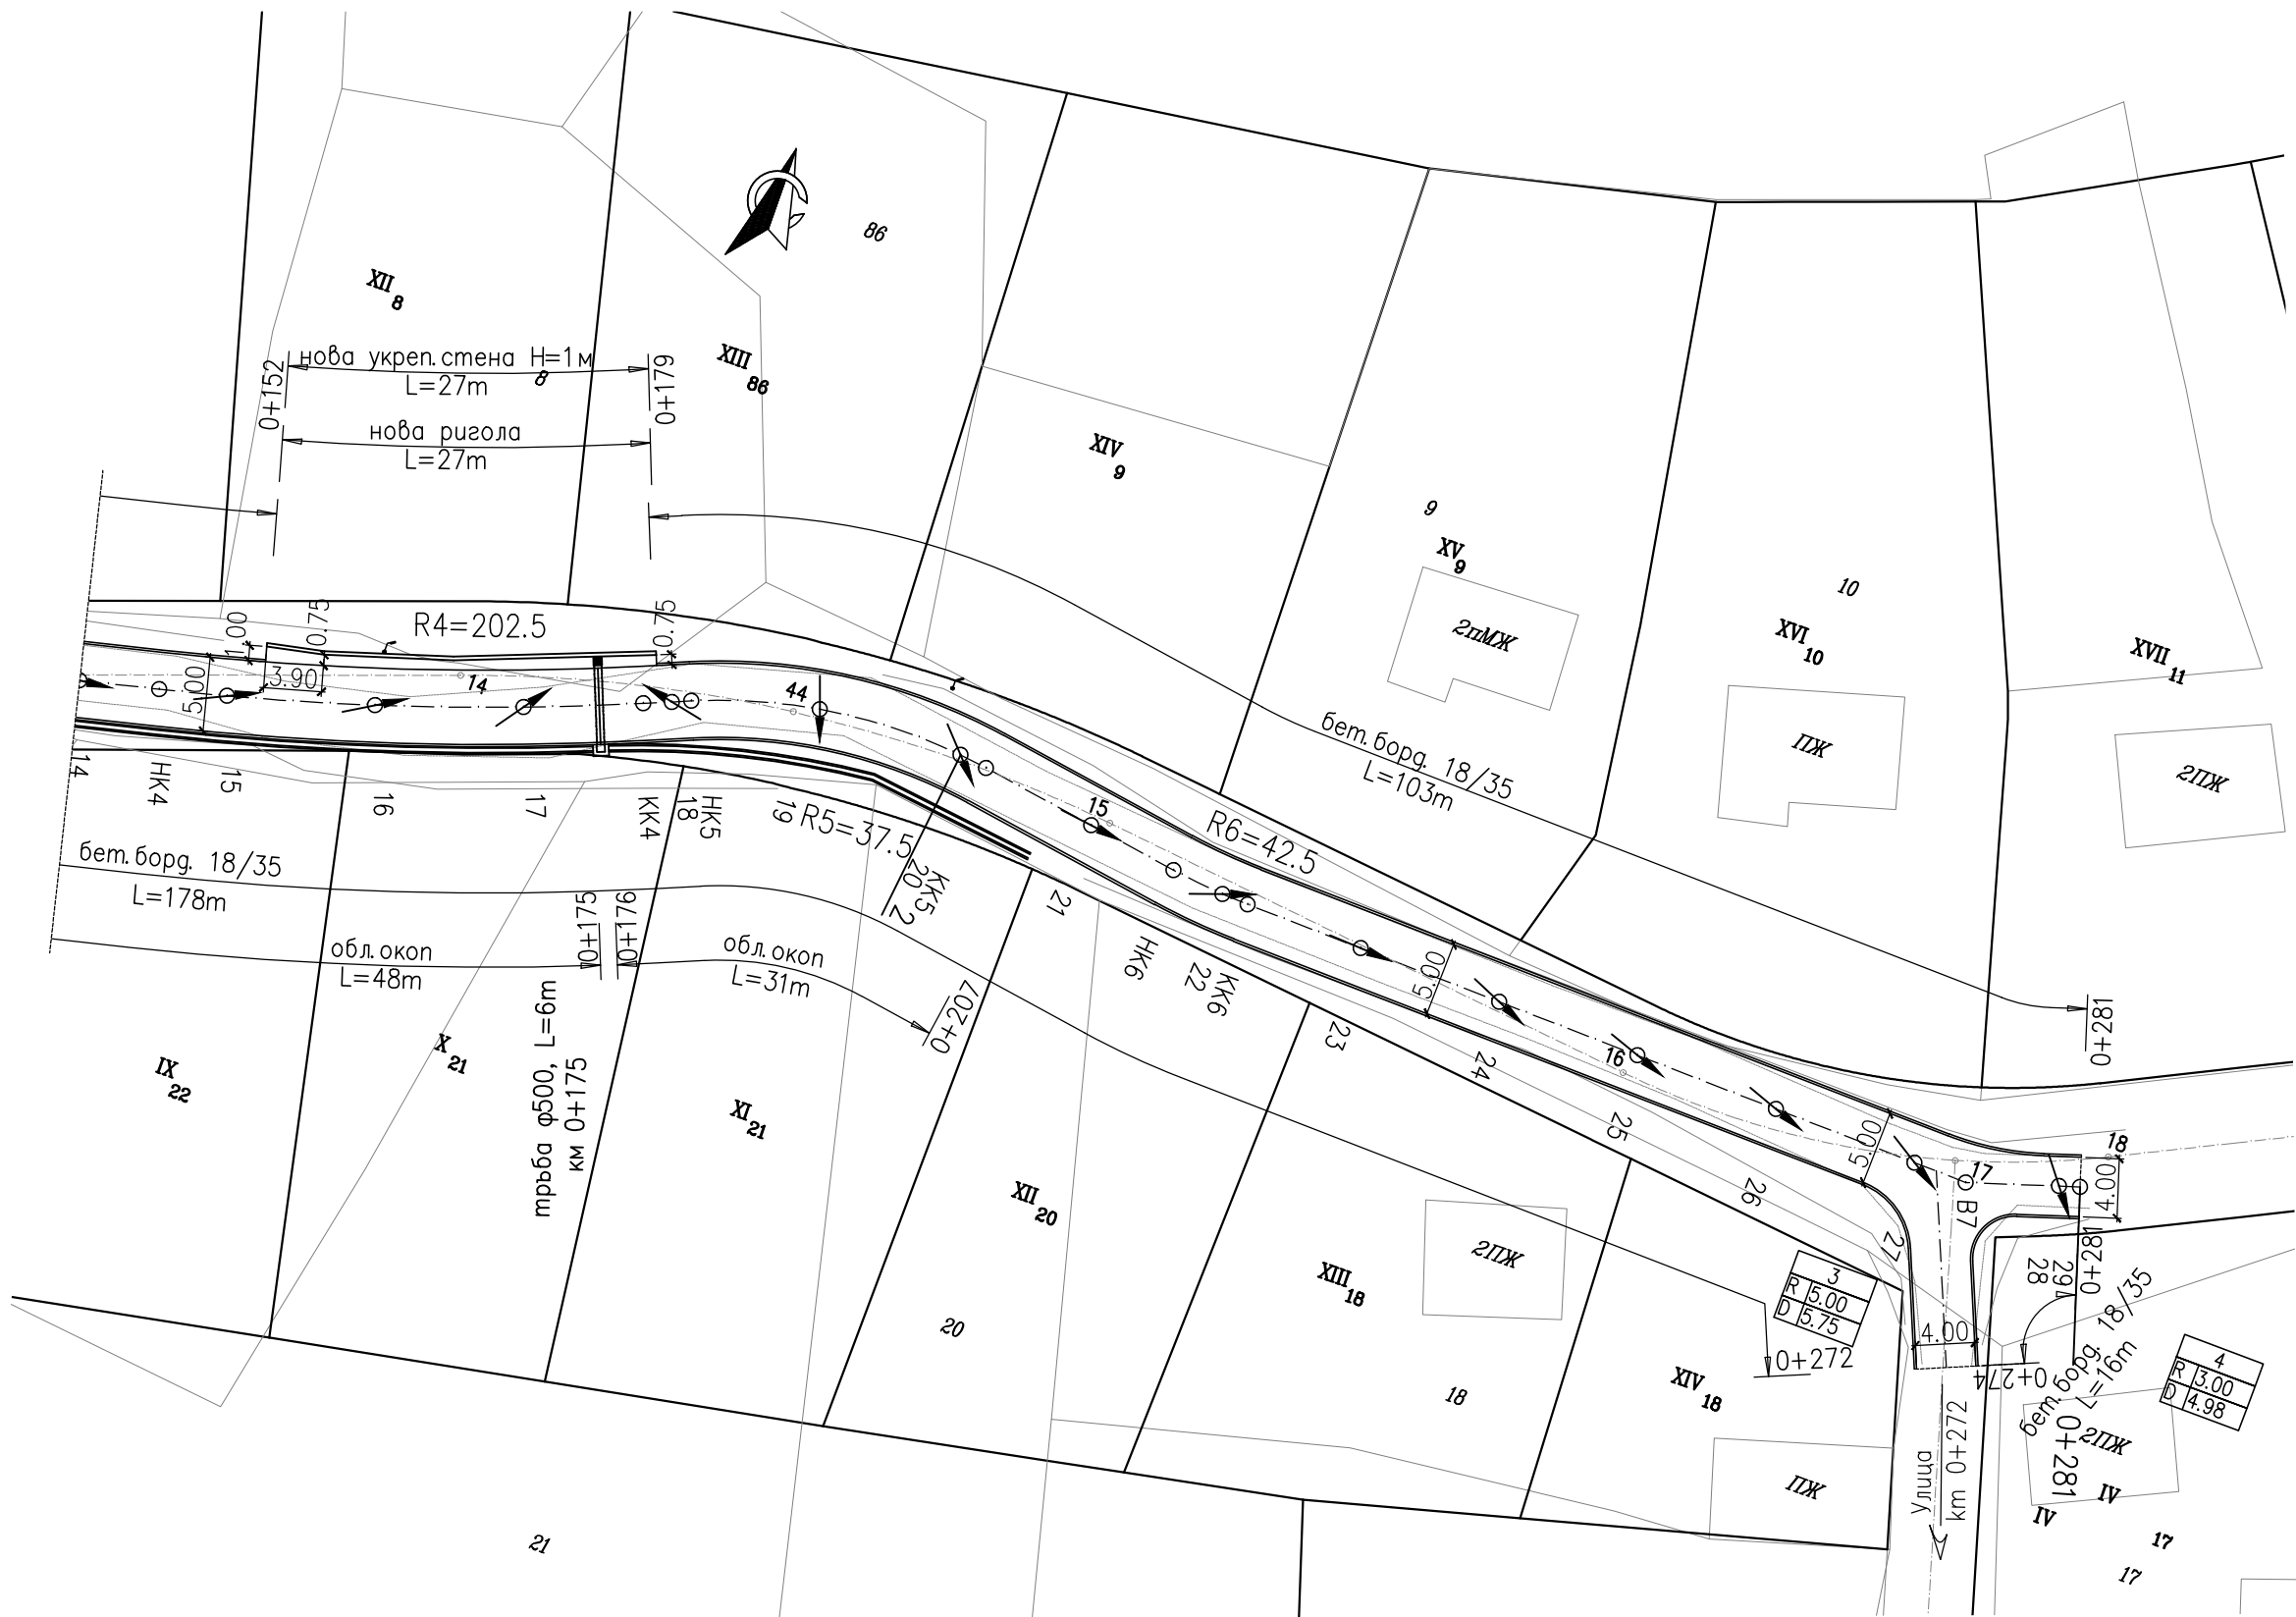 86
XII 8
нова укреп.стена H=1м
L=27m
8
0+152
0+179
XIII 86
нова ригола
L=27m
XIV 9
9
XV 9
10
XVI 10
XVII 11
2пМЖ
ПЖ
2ПЖ
1.00
0.75
R4=202.5
0.75
5.00
3.90
14
44
14
НК4
15
16
17
КК4
18
НК5
19
R5=37.5
20
КК5
2
15
R6=42.5
бет.борд. 18/35
L=103m
бет.борд. 18/35
L=178m
обл.окоп
L=48m
0+175
0+176
обл.окоп
L=31m
0+207
21
НК6
22
КК6
23
24
25
26
27
5.00
16
5.00
0+281
18
17
B7
4.00
28
29
0+281
тръба ф500, L=6m
км 0+175
IX 22
X 21
XI 21
XII 20
XIII 18
XIV 18
2ПЖ
20
18
21
ПЖ
3
R 5.00
D 5.75
0+272
4.00
0+274
бет.борд. 18/35
L=16m
4
R 3.00
D 4.98
0+281
2ПЖ
Улица
km 0+272
IV
IV
17
17